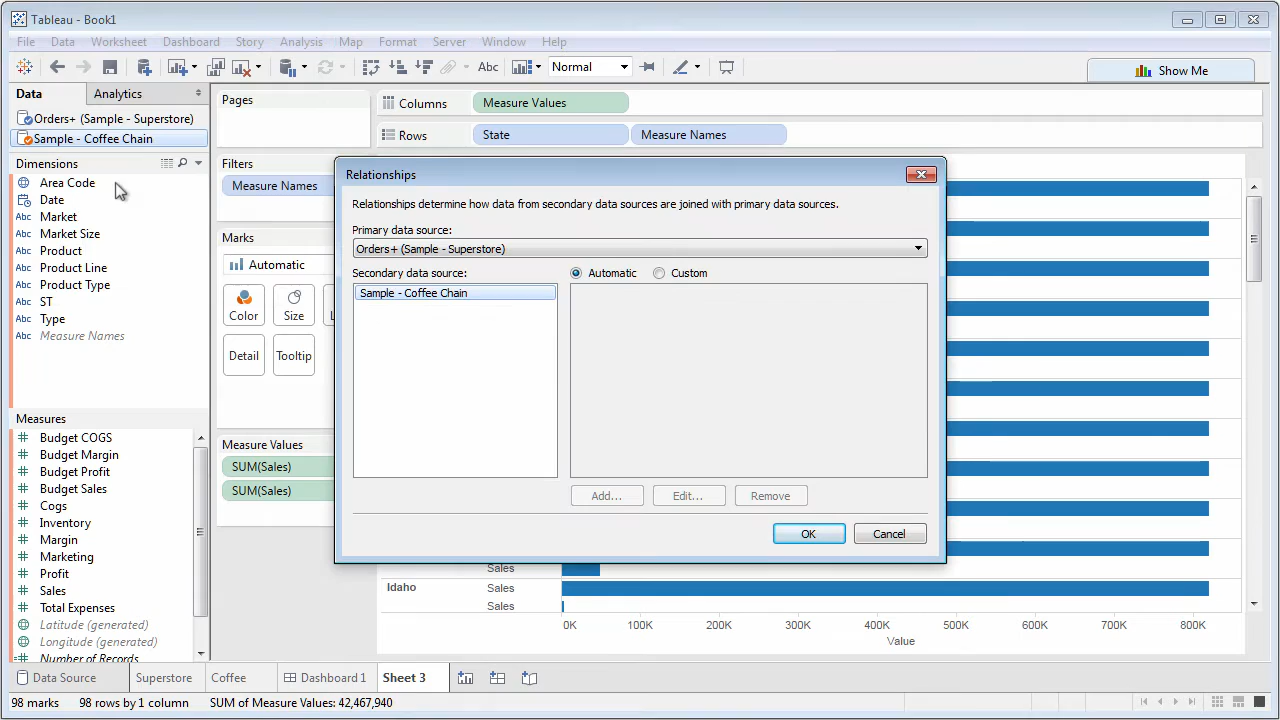 Tableau - Book1
File Data Worksheet Dashboard Story Analysis Map Format Server Window Help
Abc Normal Show Me
Data Analytics
Orders+ (Sample - Superstore)
Sample - Coffee Chain
Dimensions
Area Code
Date
Abc Market
Abc Market Size
Abc Product
Abc Product Line
Abc Product Type
Abc ST
Abc Type
Abc Measure Names
Measures
Budget COGS
Budget Margin
Budget Profit
Budget Sales
Cogs
Inventory
Margin
Marketing
Profit
Sales
Total Expenses
Latitude (generated)
Longitude (generated)
Number of Records
Pages
Filters
Measure Names
Marks
Automatic
Color Size
Detail Tooltip
Measure Values
SUM(Sales)
SUM(Sales)
Columns Measure Values
Rows State Measure Names
Relationships
Relationships determine how data from secondary data sources are joined with primary data sources.
Primary data source:
Orders+ (Sample - Superstore)
Secondary data source: Automatic Custom
Sample - Coffee Chain
Add... Edit... Remove
OK Cancel
Sales
Idaho Sales
Sales
0K 100K 200K 300K 400K 500K 600K 700K 800K
Value
Data Source Superstore Coffee Dashboard 1 Sheet 3
98 marks 98 rows by 1 column SUM of Measure Values: 42,467,940